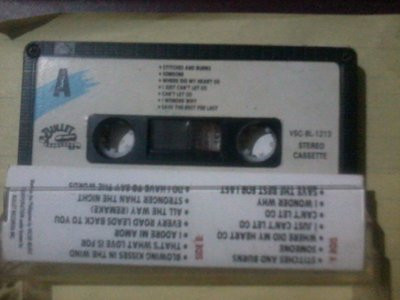 A
• STITCHES AND BURNS
• SOMEONE
• WHERE DID MY HEART GO
• I JUST CAN'T LET GO
• CAN'T LET GO
• I WONDER WHY
• SAVE THE BEST FOR LAST
VSC-BL-1213
STEREO
CASSETTE
SIDE A
• STITCHES AND BURNS
• SOMEONE
• WHERE DID MY HEART GO
• I JUST CAN'T LET GO
• CAN'T LET GO
• I WONDER WHY
• SAVE THE BEST FOR LAST
SIDE B
• BLOWING KISSES IN THE WIND
• THAT'S WHAT LOVE IS FOR
• I ADORE MI AMOR
• EVERY ROAD LEADS BACK TO YOU
• ALL THE WAY (REMAKE)
• STRONGER THAN THE NIGHT
• DO I HAVE TO SAY THE WORDS